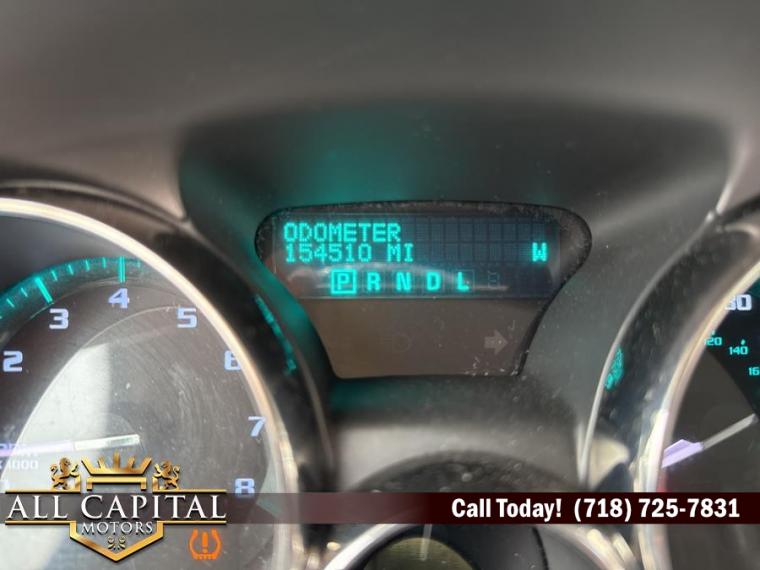 ODOMETER
154510 MI W
P R N D L
2 3 4 5 6 7 8
X1000
140
ALL CAPITAL
MOTORS
Call Today! (718) 725-7831